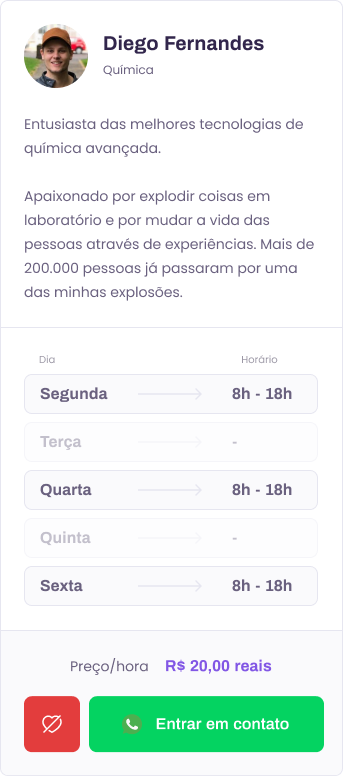 Diego Fernandes
Química
Entusiasta das melhores tecnologias de
química avançada.
Apaixonado por explodir coisas em
laboratório e por mudar a vida das
pessoas através de experiências. Mais de
200.000 pessoas já passaram por uma
das minhas explosões.
Dia Horário
Segunda 8h - 18h
Terça -
Quarta 8h - 18h
Quinta -
Sexta 8h - 18h
Preço/hora R$ 20,00 reais
Entrar em contato